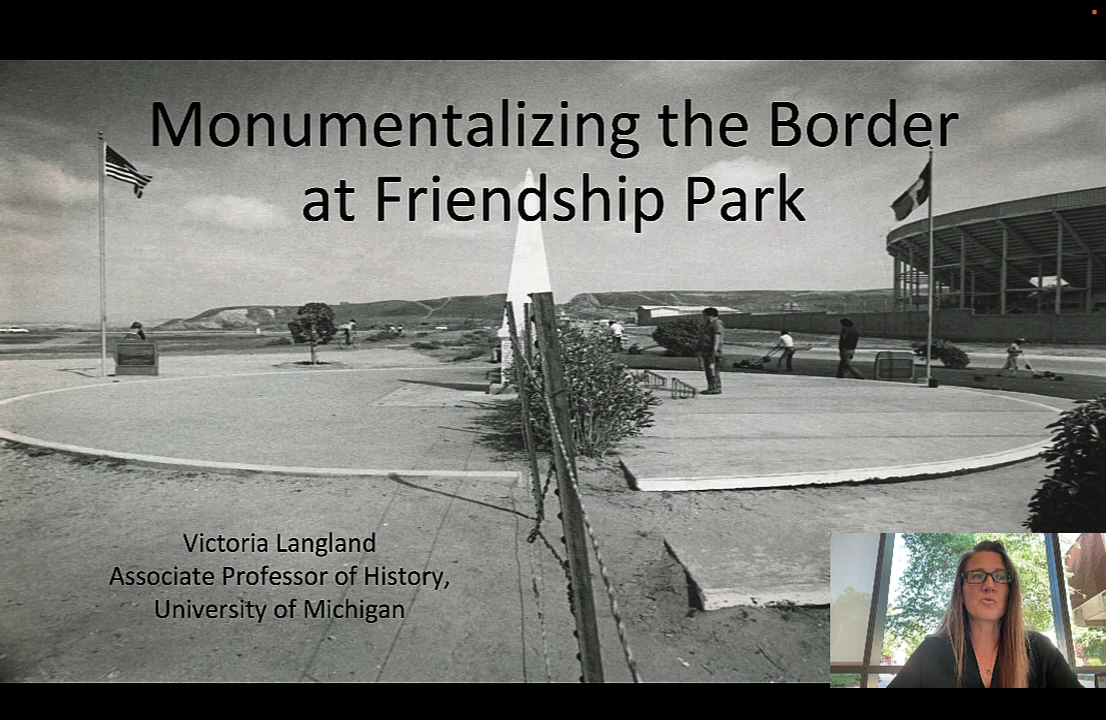 Monumentalizing the Border
at Friendship Park
Victoria Langland
Associate Professor of History,
University of Michigan